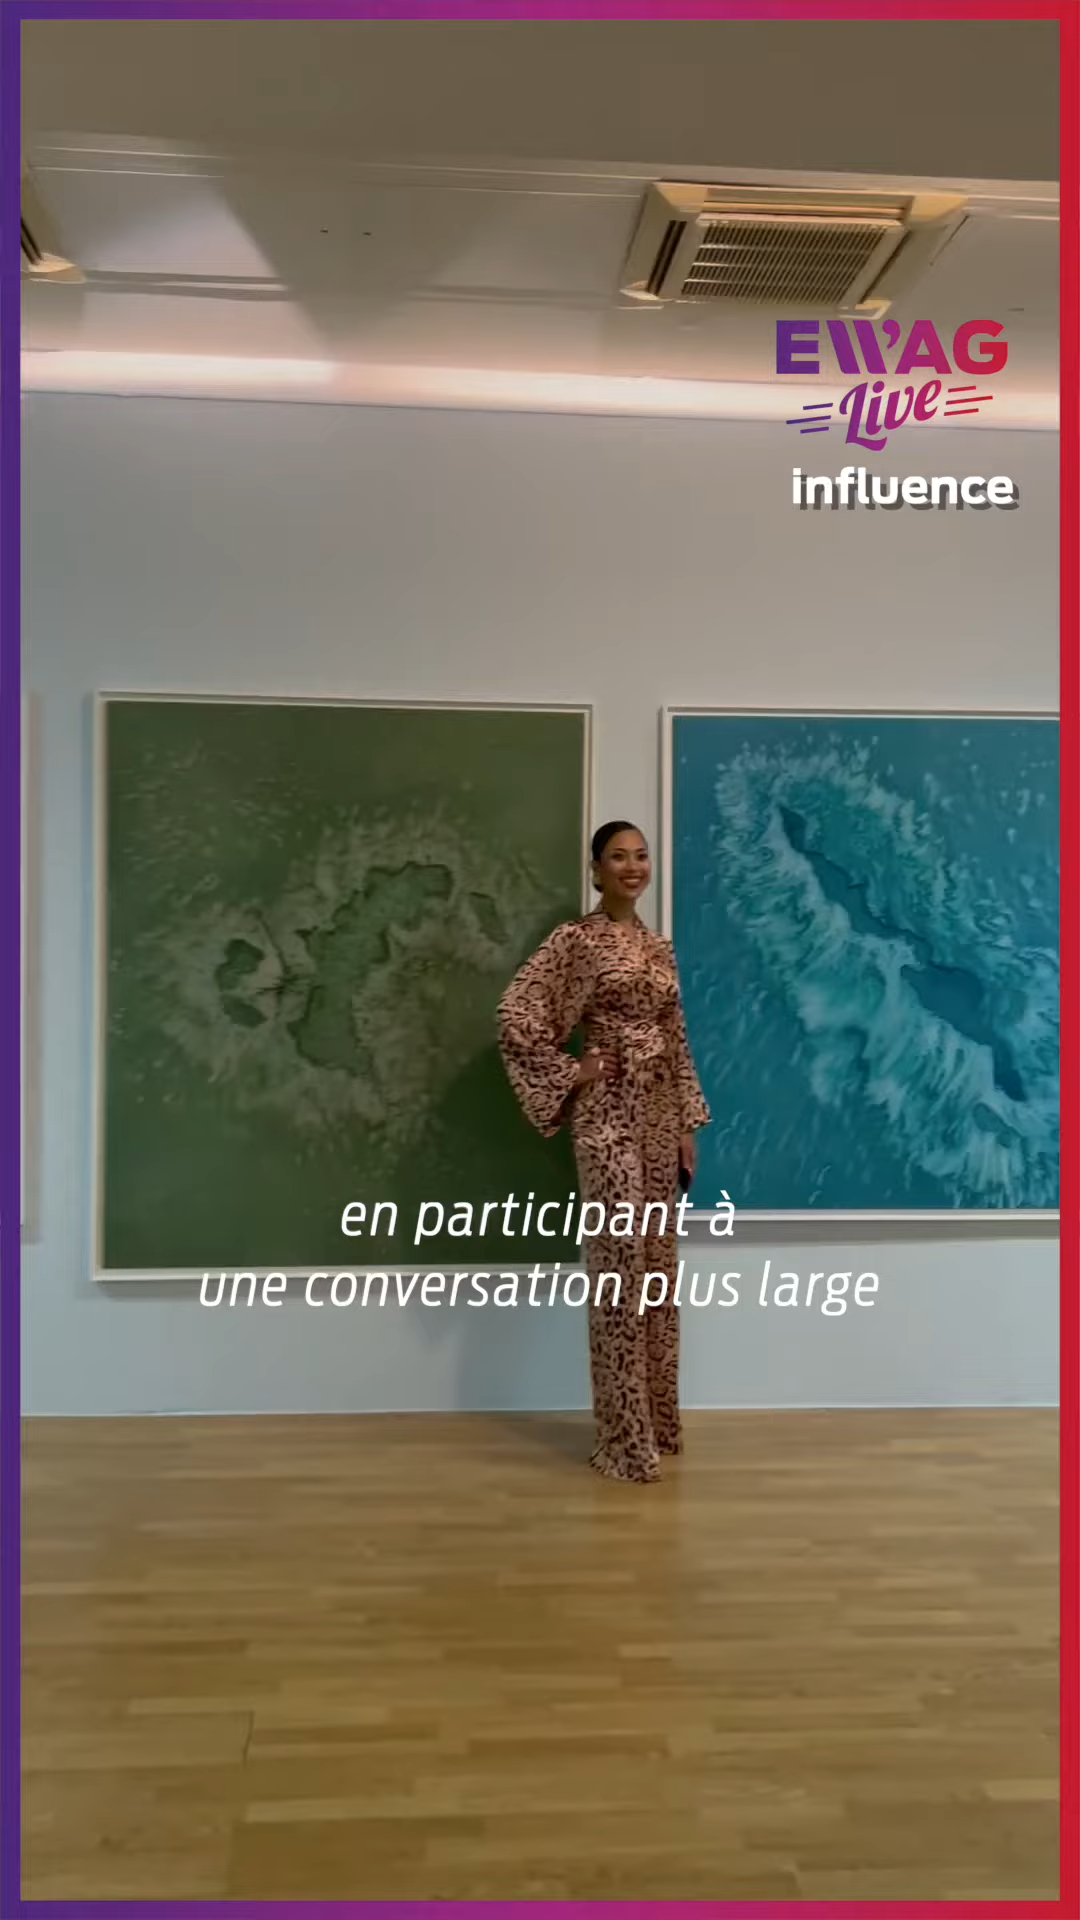 EWAG
Live
influence
en participant à
une conversation plus large